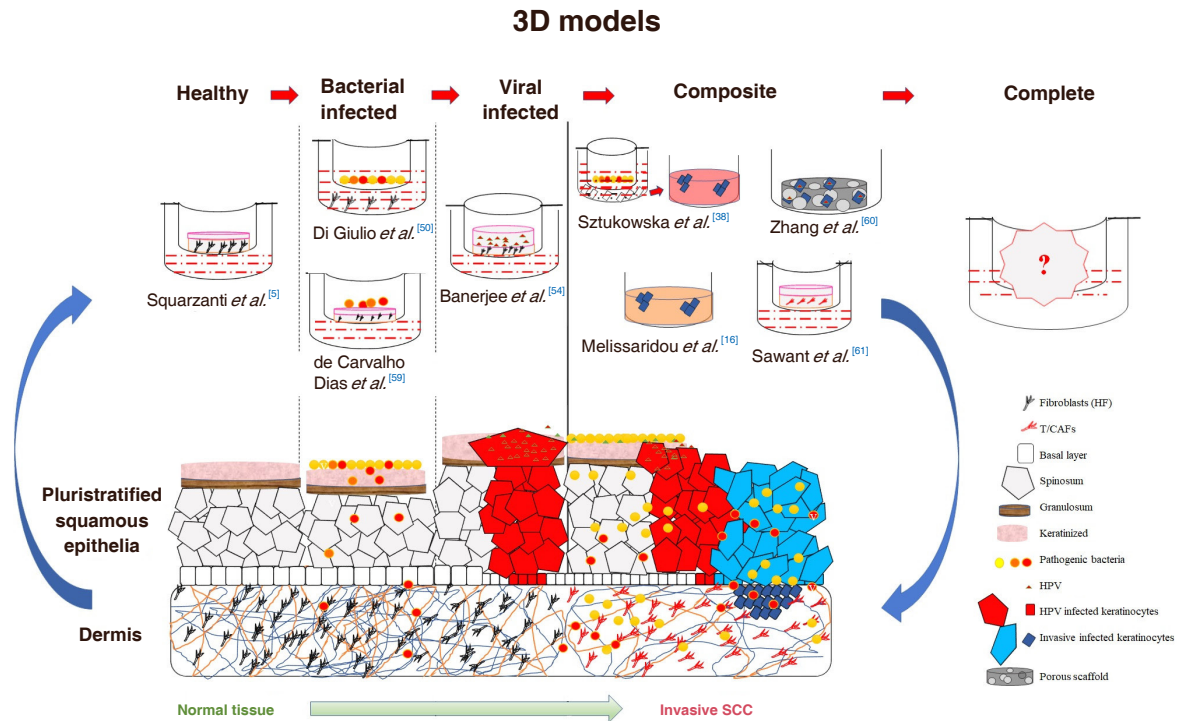 3D models
Healthy
Bacterial
infected
Viral
infected
Composite
Complete
Squarzanti et al.[5]
Di Giulio et al.[50]
de Carvalho
Dias et al.[59]
Banerjee et al.[54]
Sztukowska et al.[38]
Zhang et al.[60]
Melissaridou et al.[16]
Sawant et al.[61]
?
Pluristratified
squamous
epithelia
Dermis
Fibroblasts (HF)
T/CAFs
Basal layer
Spinosum
Granulosum
Keratinized
Pathogenic bacteria
HPV
HPV infected keratinocytes
Invasive infected keratinocytes
Porous scaffold
Normal tissue
Invasive SCC